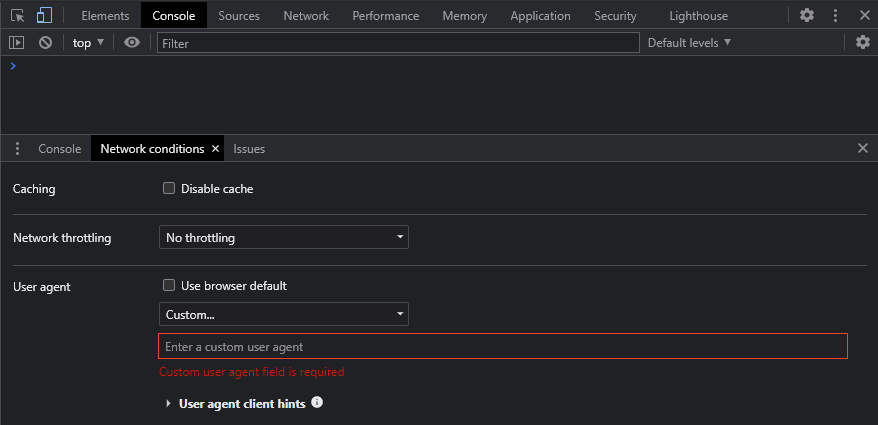 Elements Console Sources Network Performance Memory Application Security Lighthouse
top Filter Default levels
Console Network conditions Issues
Caching Disable cache
Network throttling No throttling
User agent Use browser default
Custom...
Enter a custom user agent
Custom user agent field is required
User agent client hints